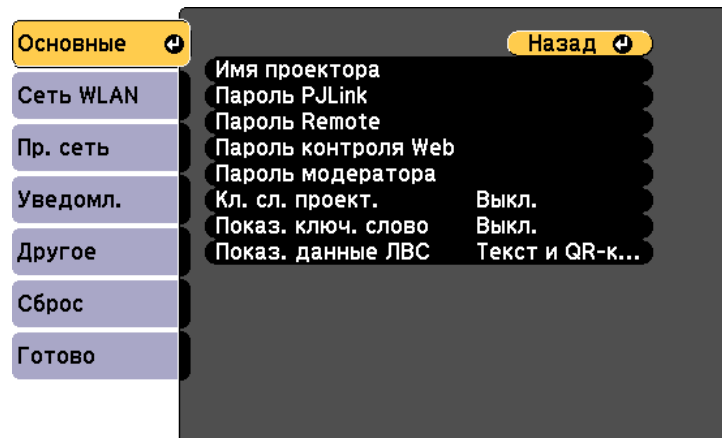 Основные
Сеть WLAN
Пр. сеть
Уведомл.
Другое
Сброс
Готово
Назад
Имя проектора
Пароль PJLink
Пароль Remote
Пароль контроля Web
Пароль модератора
Кл. сл. проект. Выкл.
Показ. ключ. слово Выкл.
Показ. данные ЛВС Текст и QR-к...